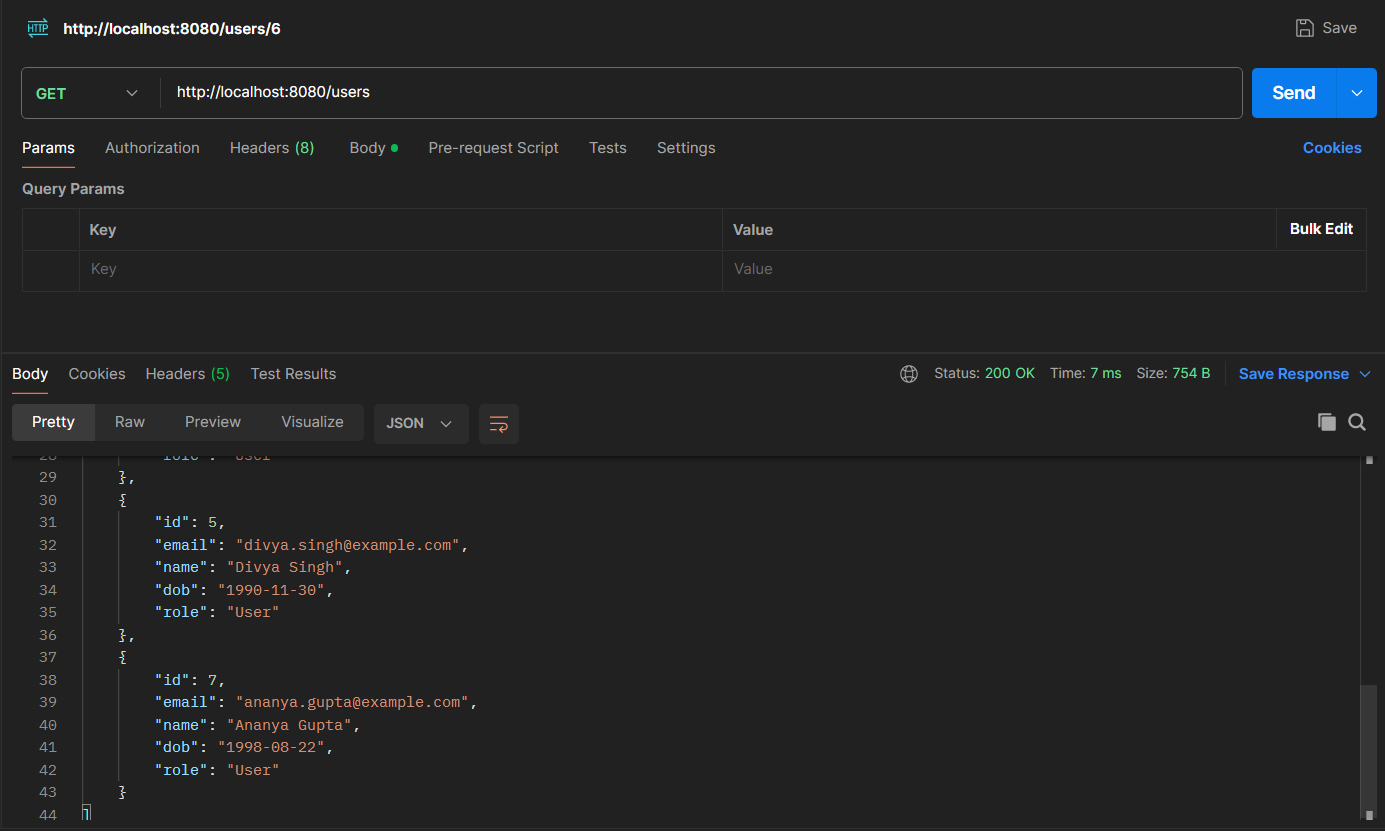 HTTP http://localhost:8080/users/6 Save
GET http://localhost:8080/users Send
Params Authorization Headers (8) Body Pre-request Script Tests Settings Cookies
Query Params
Key Value Bulk Edit
Key Value
Body Cookies Headers (5) Test Results Status: 200 OK Time: 7 ms Size: 754 B Save Response
Pretty Raw Preview Visualize JSON
28 "role": "User"
29 },
30 {
31 "id": 5,
32 "email": "divya.singh@example.com",
33 "name": "Divya Singh",
34 "dob": "1990-11-30",
35 "role": "User"
36 },
37 {
38 "id": 7,
39 "email": "ananya.gupta@example.com",
40 "name": "Ananya Gupta",
41 "dob": "1998-08-22",
42 "role": "User"
43 }
44 ]